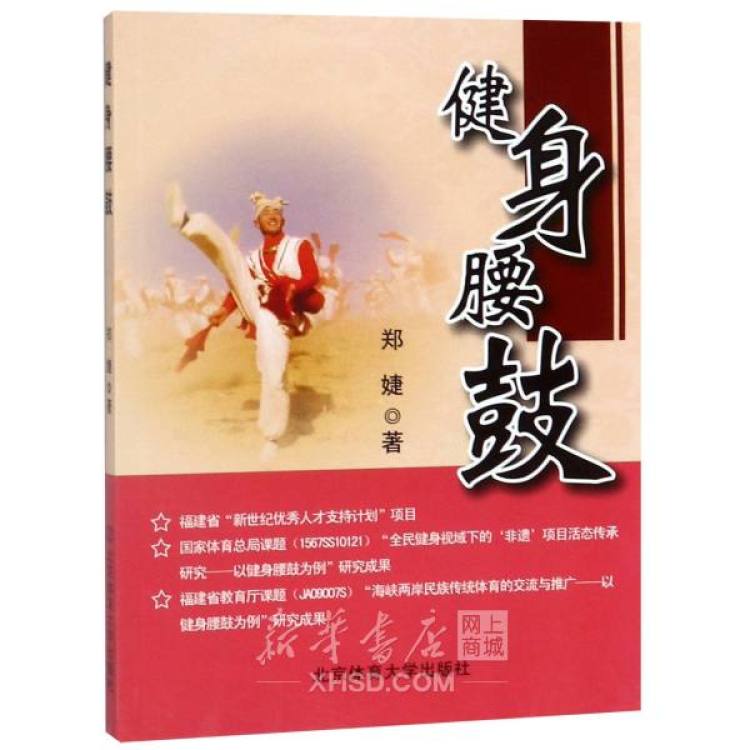 健身腰鼓
郑婕◎著
福建省“新世纪优秀人才支持计划”项目
国家体育总局课题（1567SS10121）“全民健身视域下的‘非遗’项目活态传承
研究——以健身腰鼓为例”研究成果
福建省教育厅课题（JA09007S）“海峡两岸民族传统体育的交流与推广——以
健身腰鼓为例”研究成果
新华书店
网上
商城
北京体育大学出版社
XHSD.COM
郑婕◎著